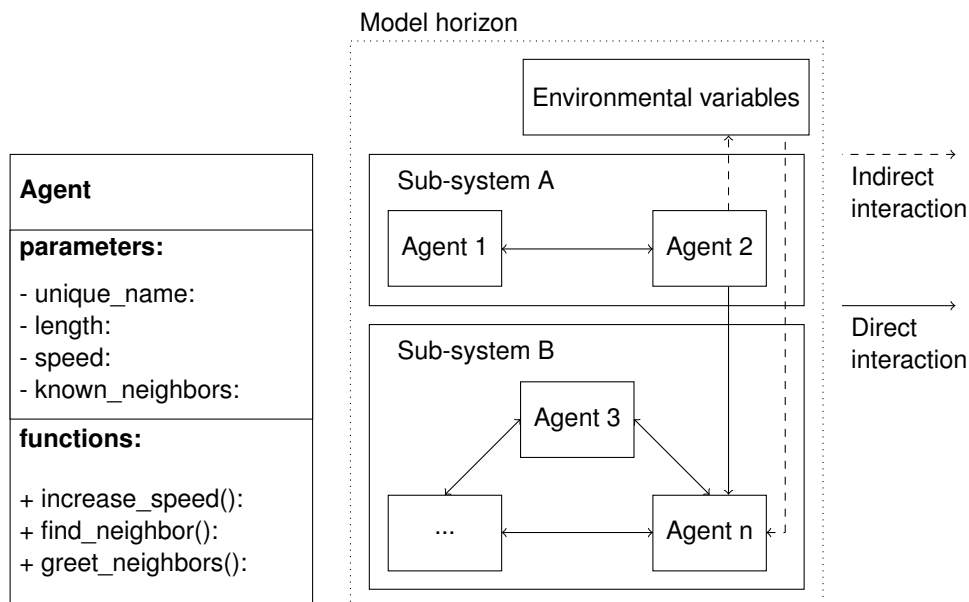 Model horizon
Environmental variables
Agent
parameters:
- unique_name:
- length:
- speed:
- known_neighbors:
functions:
+ increase_speed():
+ find_neighbor():
+ greet_neighbors():
Sub-system A
Agent 1
Agent 2
Sub-system B
Agent 3
...
Agent n
Indirect
interaction
Direct
interaction